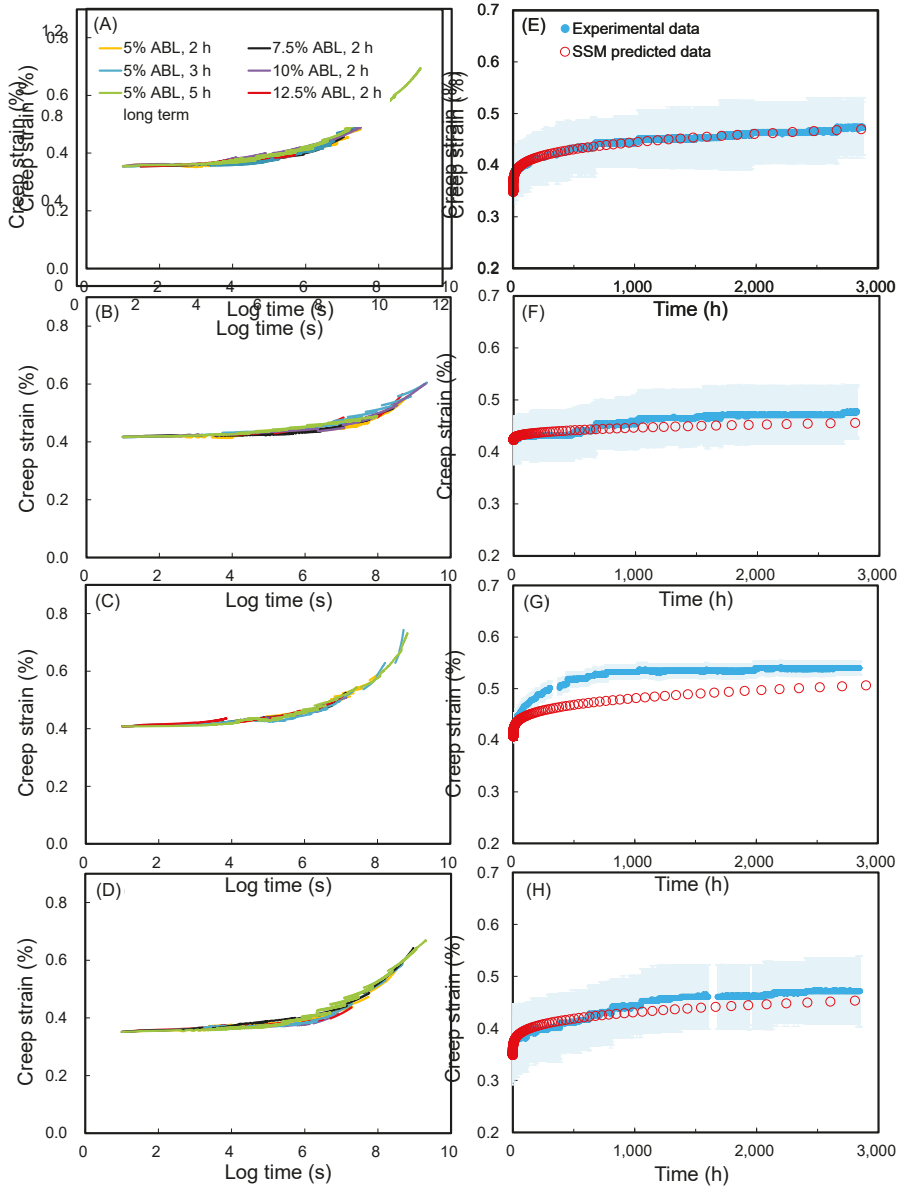 (A)
1.2
0.8
0.6
0.8
0.4
0.4
0.2
0.0
0
Creep strain (%)
Creep strain (%)
5% ABL, 2 h
7.5% ABL, 2 h
5% ABL, 3 h
10% ABL, 2 h
5% ABL, 5 h
12.5% ABL, 2 h
long term
0 2 4 6 8 10
0 2 4 6 8 10 12
Log time (s)
Log time (s)
(E)
Experimental data
SSM predicted data
0.7
0.6
0.5
0.4
0.3
0.2
Creep strain (%)
0 1,000 2,000 3,000
Time (h)
(B)
0.8
0.6
0.4
0.2
0.0
Creep strain (%)
0 2 4 6 8 10
Log time (s)
(F)
0.7
0.6
0.5
0.4
0.3
0.2
Creep strain (%)
0 1,000 2,000 3,000
Time (h)
(C)
0.8
0.6
0.4
0.2
0.0
Creep strain (%)
0 2 4 6 8 10
Log time (s)
(G)
0.7
0.6
0.5
0.4
0.3
0.2
Creep strain (%)
0 1,000 2,000 3,000
Time (h)
(D)
0.8
0.6
0.4
0.2
0.0
Creep strain (%)
0 2 4 6 8 10
Log time (s)
(H)
0.7
0.6
0.5
0.4
0.3
0.2
Creep strain (%)
0 1,000 2,000 3,000
Time (h)